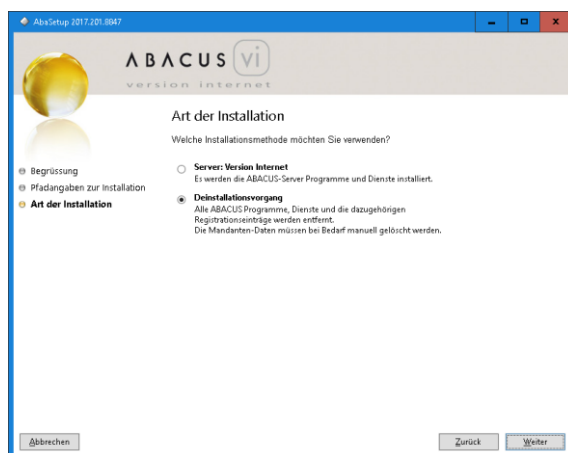 AbaSetup 2017.201.8847
ABACUS vi
version internet
Art der Installation
Welche Installationsmethode möchten Sie verwenden?
Begrüssung
Pfadangaben zur Installation
Art der Installation
Server: Version Internet
Es werden die ABACUS-Server Programme und Dienste installiert.
Deinstallationsvorgang
Alle ABACUS Programme, Dienste und die dazugehörigen
Registrationseinträge werden entfernt.
Die Mandanten-Daten müssen bei Bedarf manuell gelöscht werden.
Abbrechen
Zurück
Weiter